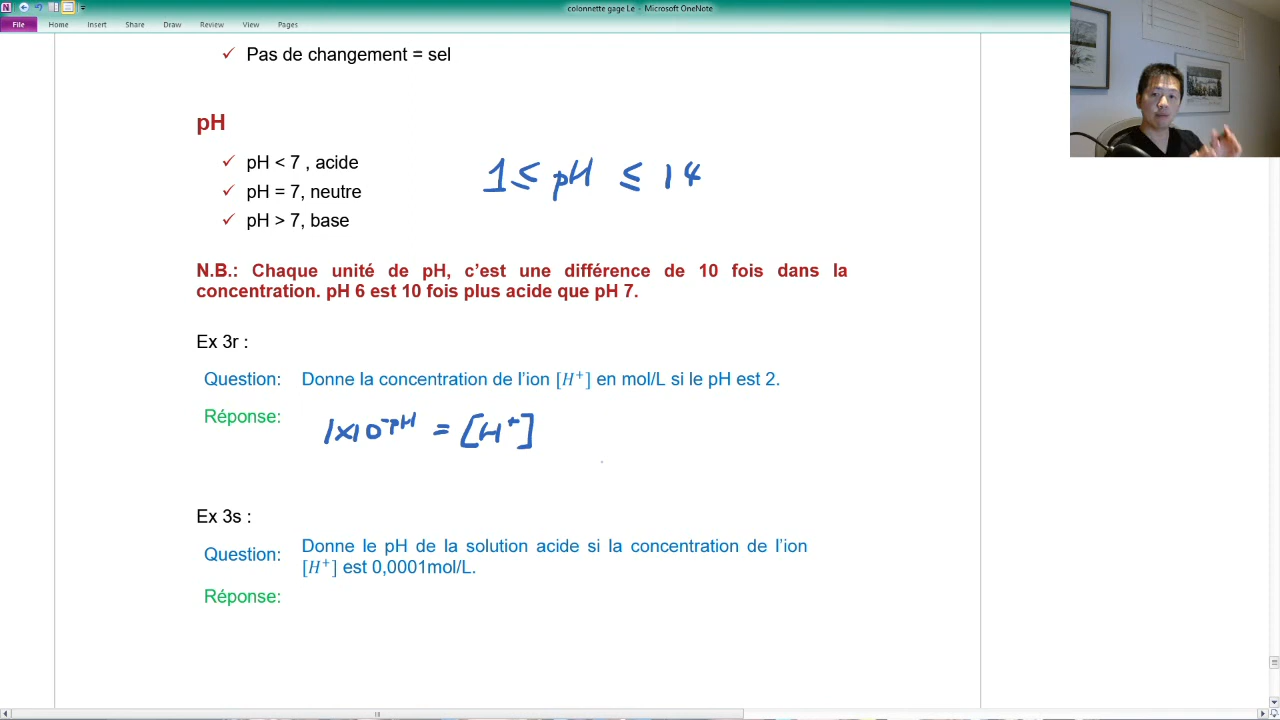 colonnette gage Le - Microsoft OneNote
File Home Insert Share Draw Review View Pages
✓ Pas de changement = sel
pH
✓ pH < 7 , acide
✓ pH = 7, neutre
✓ pH > 7, base
1 ≤ pH ≤ 14
N.B.: Chaque unité de pH, c’est une différence de 10 fois dans la
concentration. pH 6 est 10 fois plus acide que pH 7.
Ex 3r :
Question: Donne la concentration de l’ion [H⁺] en mol/L si le pH est 2.
Réponse:
1x10^-pH = [H⁺]
Ex 3s :
Question: Donne le pH de la solution acide si la concentration de l’ion
[H⁺] est 0,0001mol/L.
Réponse: